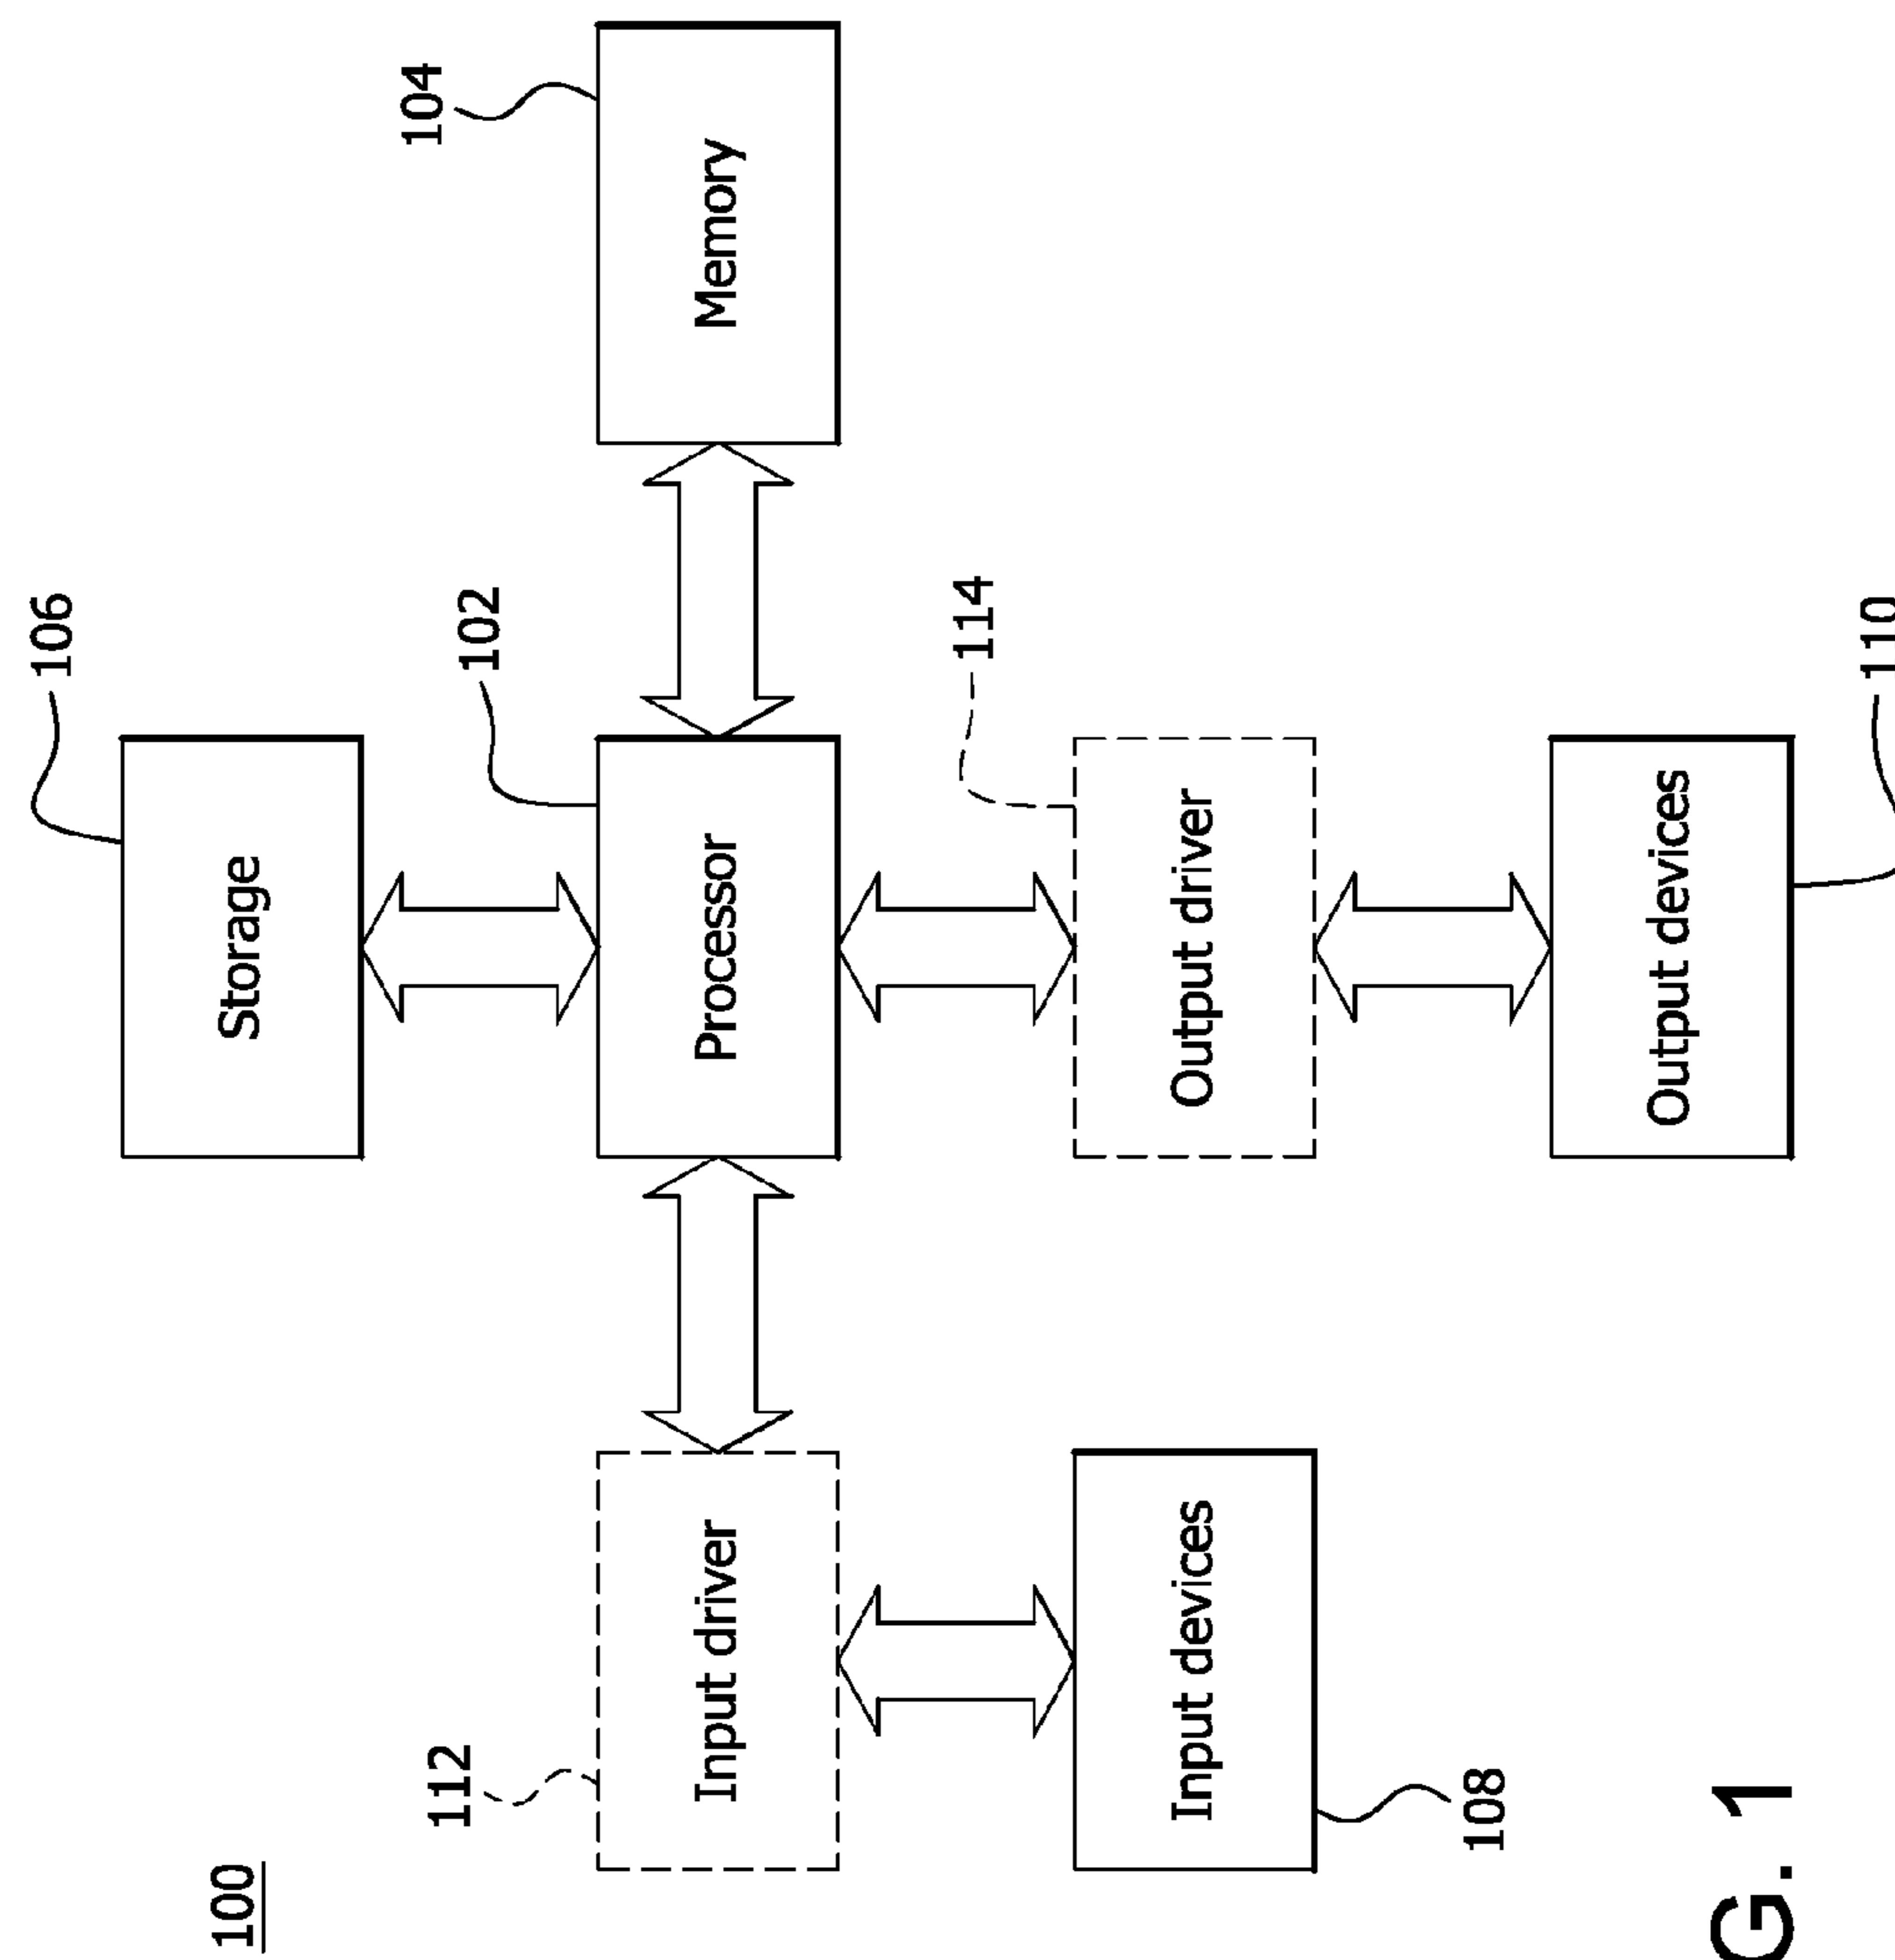 106
100
Storage
112
102
104
Input driver
Processor
Memory
114
Input devices
Output driver
108
Output devices
G. 1
110